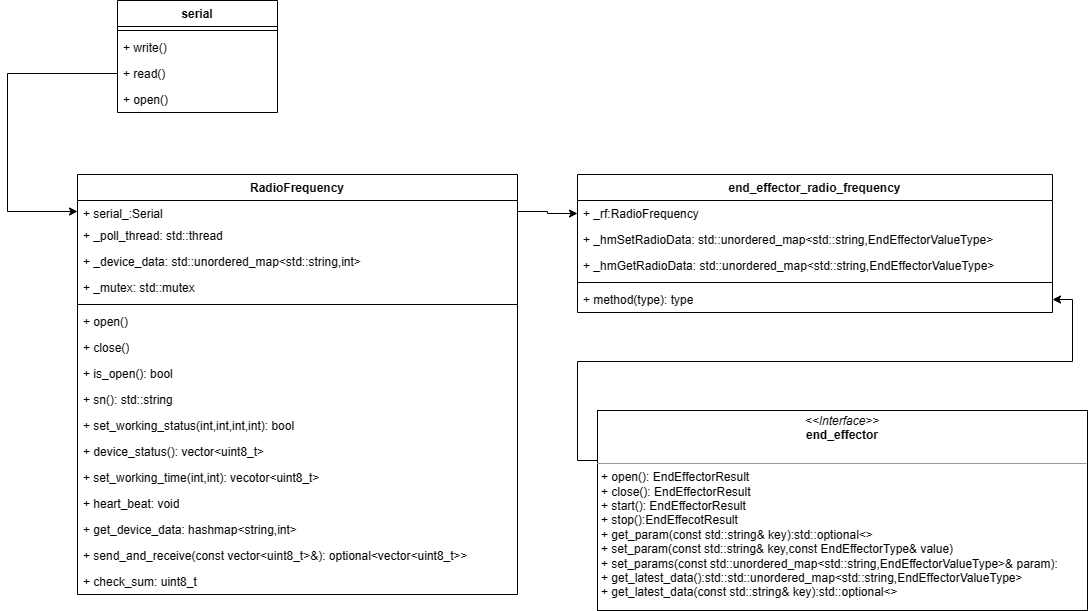 serial
+ write()
+ read()
+ open()
RadioFrequency
+ serial_:Serial
+ _poll_thread: std::thread
+ _device_data: std::unordered_map<std::string,int>
+ _mutex: std::mutex
+ open()
+ close()
+ is_open(): bool
+ sn(): std::string
+ set_working_status(int,int,int,int): bool
+ device_status(): vector<uint8_t>
+ set_working_time(int,int): vecotor<uint8_t>
+ heart_beat: void
+ get_device_data: hashmap<string,int>
+ send_and_receive(const vector<uint8_t>&): optional<vector<uint8_t>>
+ check_sum: uint8_t
end_effector_radio_frequency
+ _rf:RadioFrequency
+ _hmSetRadioData: std::unordered_map<std::string,EndEffectorValueType>
+ _hmGetRadioData: std::unordered_map<std::string,EndEffectorValueType>
+ method(type): type
<<Interface>>
end_effector
+ open(): EndEffectorResult
+ close(): EndEffectorResult
+ start(): EndEffectorResult
+ stop():EndEffecotResult
+ get_param(const std::string& key):std::optional<>
+ set_param(const std::string& key,const EndEffectorType& value)
+ set_params(const std::unordered_map<std::string,EndEffectorValueType>& param):
+ get_latest_data():std::std::unordered_map<std::string,EndEffectorValueType>
+ get_latest_data(const std::string& key):std::optional<>